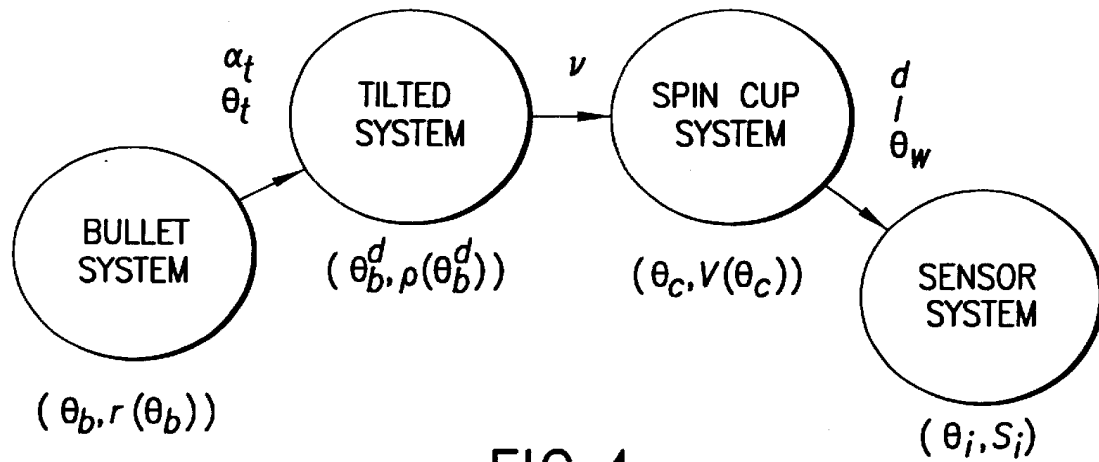 α_t
θ_t
TILTED
SYSTEM
ν
SPIN CUP
SYSTEM
d
l
θ_w
BULLET
SYSTEM
(θ_b^d, ρ(θ_b^d))
(θ_c, V(θ_c))
SENSOR
SYSTEM
(θ_b, r(θ_b))
(θ_i, S_i)